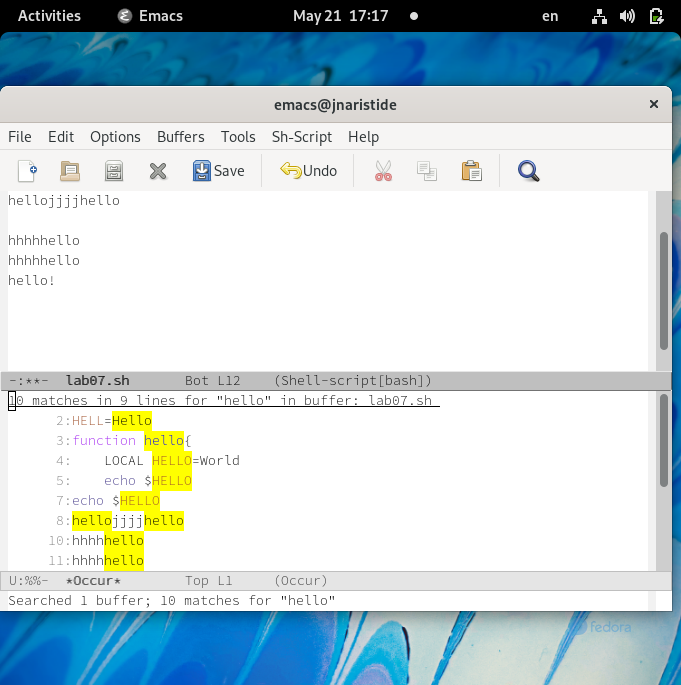 Activities Emacs May 21 17:17 en
emacs@jnaristide ×
File Edit Options Buffers Tools Sh-Script Help
Save Undo
hellojjjjhello
hhhhhello
hhhhhello
hello!
-:**- lab07.sh Bot L12 (Shell-script[bash])
10 matches in 9 lines for "hello" in buffer: lab07.sh
2:HELL=Hello
3:function hello{
4: LOCAL HELLO=World
5: echo $HELLO
7:echo $HELLO
8:hellojjjjhello
10:hhhhhello
11:hhhhhello
U:%%- *Occur* Top L1 (Occur)
Searched 1 buffer; 10 matches for "hello"
fedora